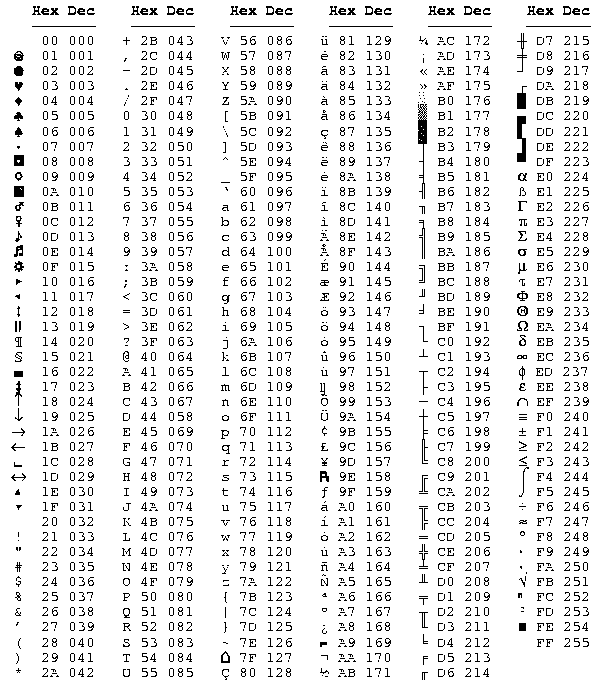 Hex Dec Hex Dec Hex Dec Hex Dec Hex Dec Hex Dec
00 000 + 2B 043 V 56 086 ü 81 129 ¼ AC 172 ╫ D7 215
☺ 01 001 , 2C 044 W 57 087 é 82 130 ¡ AD 173 ╪ D8 216
☻ 02 002 - 2D 045 X 58 088 â 83 131 « AE 174 ┘ D9 217
♥ 03 003 . 2E 046 Y 59 089 ä 84 132 » AF 175 ┌ DA 218
♦ 04 004 / 2F 047 Z 5A 090 à 85 133 ░ B0 176 █ DB 219
♣ 05 005 0 30 048 [ 5B 091 å 86 134 ▒ B1 177 ▄ DC 220
♠ 06 006 1 31 049 \ 5C 092 ç 87 135 ▓ B2 178 ▌ DD 221
• 07 007 2 32 050 ] 5D 093 ê 88 136 │ B3 179 ▐ DE 222
◘ 08 008 3 33 051 ^ 5E 094 ë 89 137 ┤ B4 180 ▀ DF 223
○ 09 009 4 34 052 _ 5F 095 è 8A 138 ╡ B5 181 α E0 224
◙ 0A 010 5 35 053 ` 60 096 ï 8B 139 ╢ B6 182 ß E1 225
♂ 0B 011 6 36 054 a 61 097 î 8C 140 ╖ B7 183 Γ E2 226
♀ 0C 012 7 37 055 b 62 098 ì 8D 141 ╕ B8 184 π E3 227
♪ 0D 013 8 38 056 c 63 099 Ä 8E 142 ╣ B9 185 Σ E4 228
♫ 0E 014 9 39 057 d 64 100 Å 8F 143 ║ BA 186 σ E5 229
☼ 0F 015 : 3A 058 e 65 101 É 90 144 ╗ BB 187 µ E6 230
► 10 016 ; 3B 059 f 66 102 æ 91 145 ╝ BC 188 τ E7 231
◄ 11 017 < 3C 060 g 67 103 Æ 92 146 ╜ BD 189 Φ E8 232
↕ 12 018 = 3D 061 h 68 104 ô 93 147 ╛ BE 190 Θ E9 233
‼ 13 019 > 3E 062 i 69 105 ö 94 148 ┐ BF 191 Ω EA 234
¶ 14 020 ? 3F 063 j 6A 106 ò 95 149 └ C0 192 δ EB 235
§ 15 021 @ 40 064 k 6B 107 û 96 150 ┴ C1 193 ∞ EC 236
▬ 16 022 A 41 065 l 6C 108 ù 97 151 ┬ C2 194 φ ED 237
↨ 17 023 B 42 066 m 6D 109 ÿ 98 152 ├ C3 195 ε EE 238
↑ 18 024 C 43 067 n 6E 110 Ö 99 153 ─ C4 196 ∩ EF 239
↓ 19 025 D 44 068 o 6F 111 Ü 9A 154 ┼ C5 197 ≡ F0 240
→ 1A 026 E 45 069 p 70 112 ¢ 9B 155 ╞ C6 198 ± F1 241
← 1B 027 F 46 070 q 71 113 £ 9C 156 ╟ C7 199 ≥ F2 242
∟ 1C 028 G 47 071 r 72 114 ¥ 9D 157 ╚ C8 200 ≤ F3 243
↔ 1D 029 H 48 072 s 73 115 ₧ 9E 158 ╔ C9 201 ⌠ F4 244
▲ 1E 030 I 49 073 t 74 116 ƒ 9F 159 ╩ CA 202 ⌡ F5 245
▼ 1F 031 J 4A 074 u 75 117 á A0 160 ╦ CB 203 ÷ F6 246
20 032 K 4B 075 v 76 118 í A1 161 ╠ CC 204 ≈ F7 247
! 21 033 L 4C 076 w 77 119 ó A2 162 ═ CD 205 ° F8 248
" 22 034 M 4D 077 x 78 120 ú A3 163 ╬ CE 206 ∙ F9 249
# 23 035 N 4E 078 y 79 121 ñ A4 164 ╧ CF 207 · FA 250
$ 24 036 O 4F 079 z 7A 122 Ñ A5 165 ╨ D0 208 √ FB 251
% 25 037 P 50 080 { 7B 123 ª A6 166 ╤ D1 209 ⁿ FC 252
& 26 038 Q 51 081 | 7C 124 º A7 167 ╥ D2 210 ² FD 253
' 27 039 R 52 082 } 7D 125 ¿ A8 168 ╙ D3 211 ■ FE 254
( 28 040 S 53 083 ~ 7E 126 ⌐ A9 169 ╘ D4 212 FF 255
) 29 041 T 54 084 ⌂ 7F 127 ¬ AA 170 ╒ D5 213
* 2A 042 U 55 085 Ç 80 128 ½ AB 171 ╓ D6 214